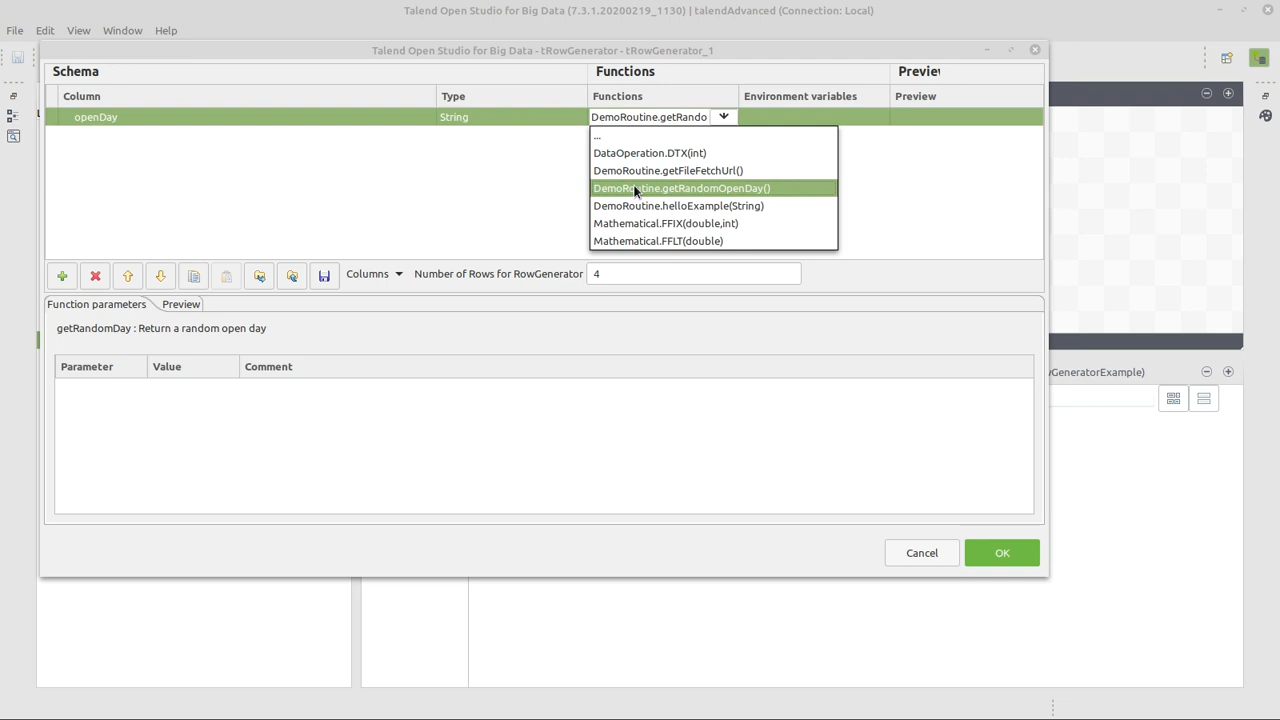 Talend Open Studio for Big Data (7.3.1.20200219_1130) | talendAdvanced (Connection: Local)
File Edit View Window Help
Talend Open Studio for Big Data - tRowGenerator - tRowGenerator_1
Schema Functions
Column Type Functions Environment variables Preview
openDay String DemoRoutine.getRando
...
DataOperation.DTX(int)
DemoRoutine.getFileFetchUrl()
DemoRoutine.getRandomOpenDay()
DemoRoutine.helloExample(String)
Mathematical.FFIX(double,int)
Mathematical.FFLT(double)
Columns Number of Rows for RowGenerator 4
Function parameters Preview
getRandomDay : Return a random open day
Parameter Value Comment
wGeneratorExample)
Cancel OK